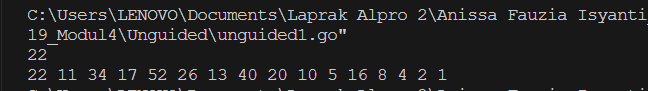 C:\Users\LENOVO\Documents\Laprak Alpro 2\Anissa Fauzia Isyanti
19_Modul4\Unguided\unguided1.go"
22
22 11 34 17 52 26 13 40 20 10 5 16 8 4 2 1